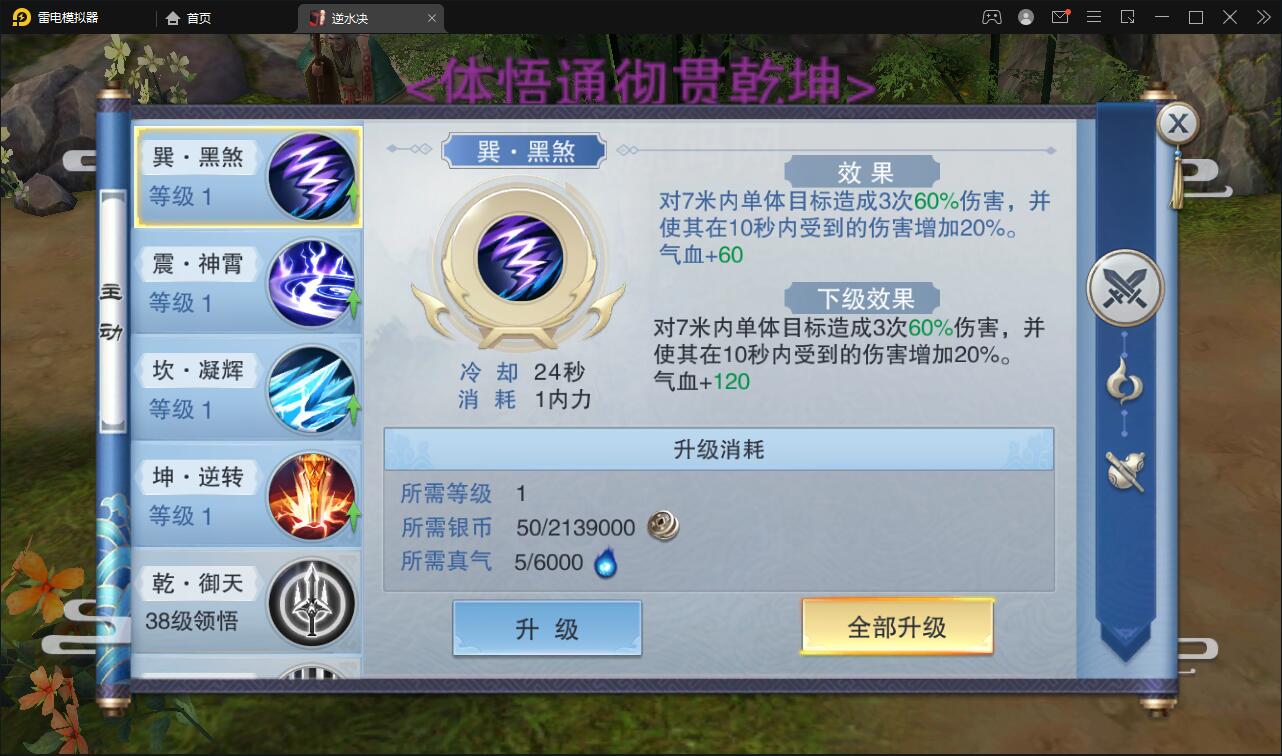 雷电模拟器
首页
逆水决
<体悟通彻贯乾坤>
X
巽·黑煞
等级 1
震·神霄
等级 1
坎·凝辉
等级 1
坤·逆转
等级 1
乾·御天
38级领悟
主动
巽·黑煞
冷却 24秒
消耗 1内力
效果
对7米内单体目标造成3次60%伤害，并
使其在10秒内受到的伤害增加20%。
气血+60
下级效果
对7米内单体目标造成3次60%伤害，并
使其在10秒内受到的伤害增加20%。
气血+120
升级消耗
所需等级 1
所需银币 50/2139000
所需真气 5/6000
升级
全部升级